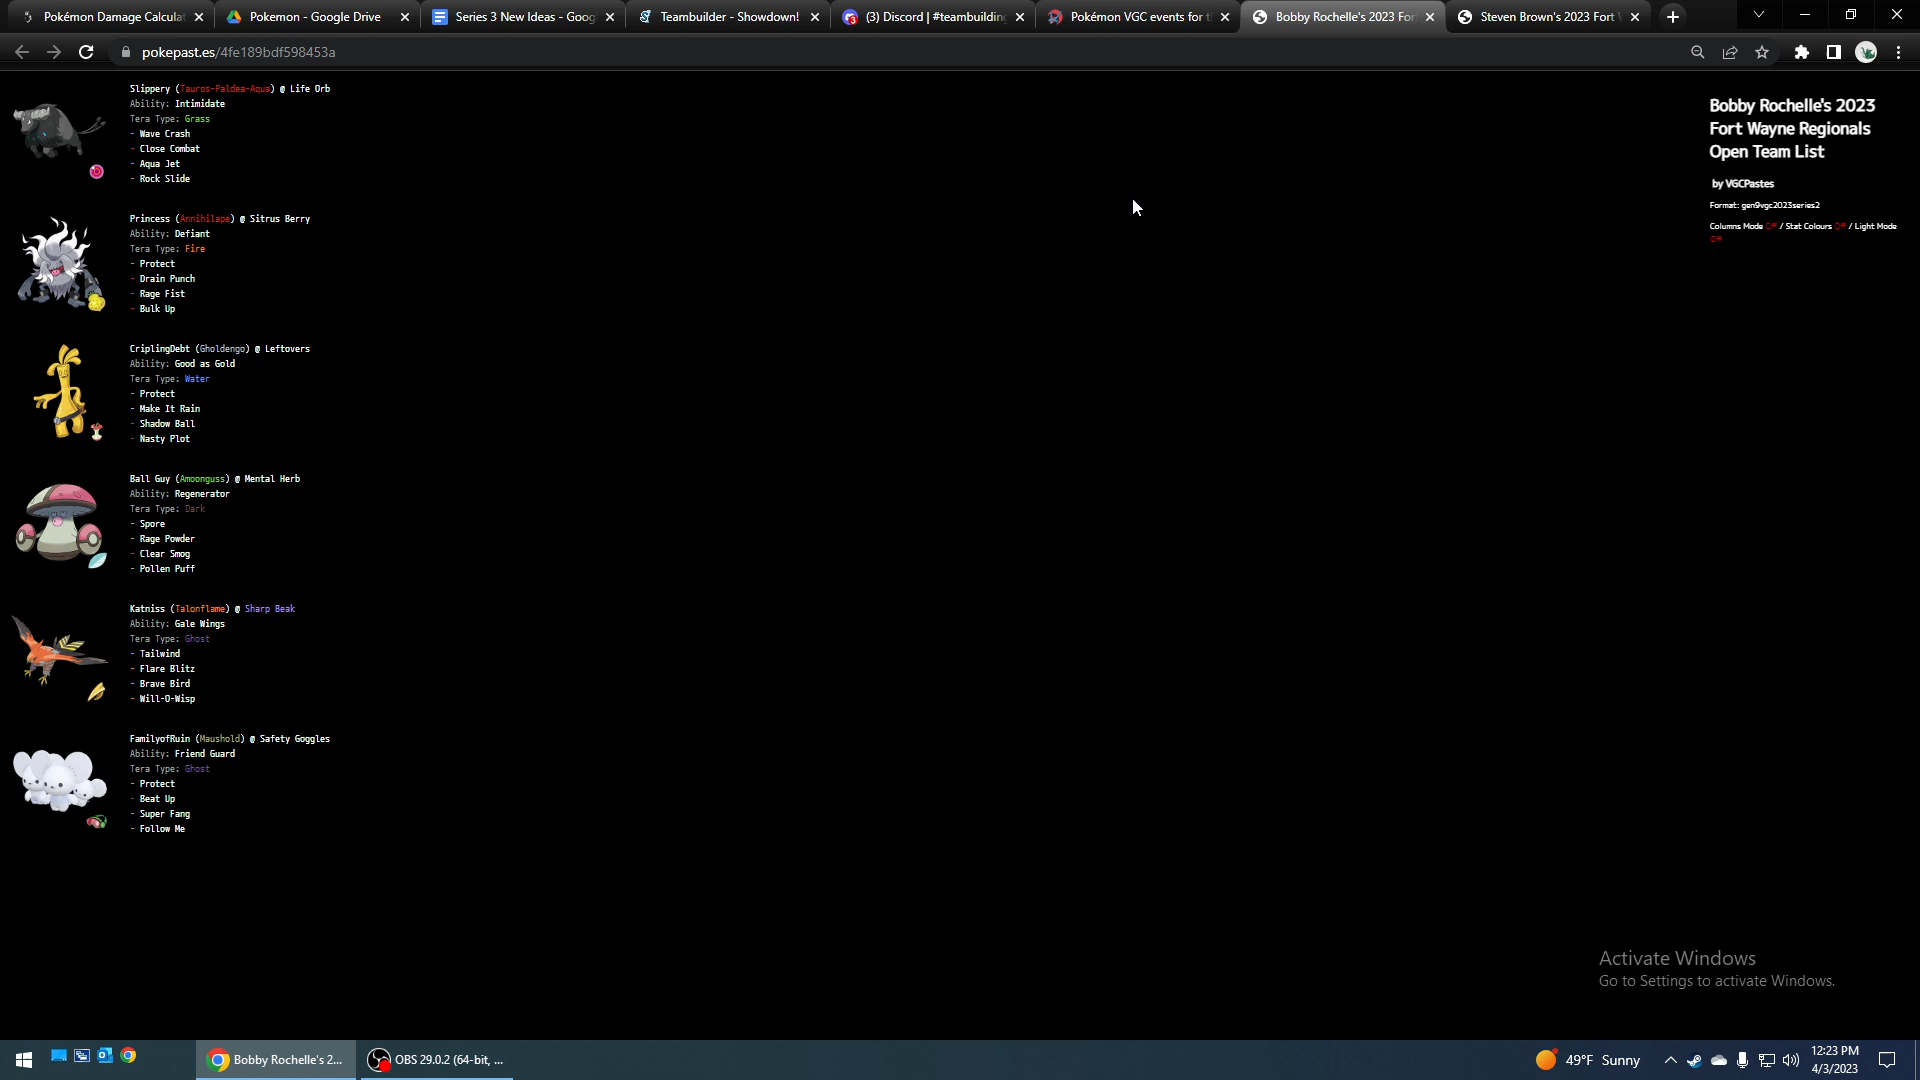 Pokémon Damage Calculat
Pokemon - Google Drive
Series 3 New Ideas - Goog
Teambuilder - Showdown!
(3) Discord | #teambuilding
Pokémon VGC events for t
Bobby Rochelle's 2023 For
Steven Brown's 2023 Fort
pokepast.es/4fe189bdf598453a
Slippery (Tauros-Paldea-Aqua) @ Life Orb
Ability: Intimidate
Tera Type: Grass
- Wave Crash
- Close Combat
- Aqua Jet
- Rock Slide
Princess (Annihilape) @ Sitrus Berry
Ability: Defiant
Tera Type: Fire
- Protect
- Drain Punch
- Rage Fist
- Bulk Up
CriplingDebt (Gholdengo) @ Leftovers
Ability: Good as Gold
Tera Type: Water
- Protect
- Make It Rain
- Shadow Ball
- Nasty Plot
Ball Guy (Amoonguss) @ Mental Herb
Ability: Regenerator
Tera Type: Dark
- Spore
- Rage Powder
- Clear Smog
- Pollen Puff
Katniss (Talonflame) @ Sharp Beak
Ability: Gale Wings
Tera Type: Ghost
- Tailwind
- Flare Blitz
- Brave Bird
- Will-O-Wisp
FamilyofRuin (Maushold) @ Safety Goggles
Ability: Friend Guard
Tera Type: Ghost
- Protect
- Beat Up
- Super Fang
- Follow Me
Bobby Rochelle's 2023
Fort Wayne Regionals
Open Team List
by VGCPastes
Format: gen9vgc2023series2
Columns Mode Off / Stat Colours Off / Light Mode
Off
Activate Windows
Go to Settings to activate Windows.
Bobby Rochelle's 2...
OBS 29.0.2 (64-bit, ...
49°F Sunny
12:23 PM
4/3/2023